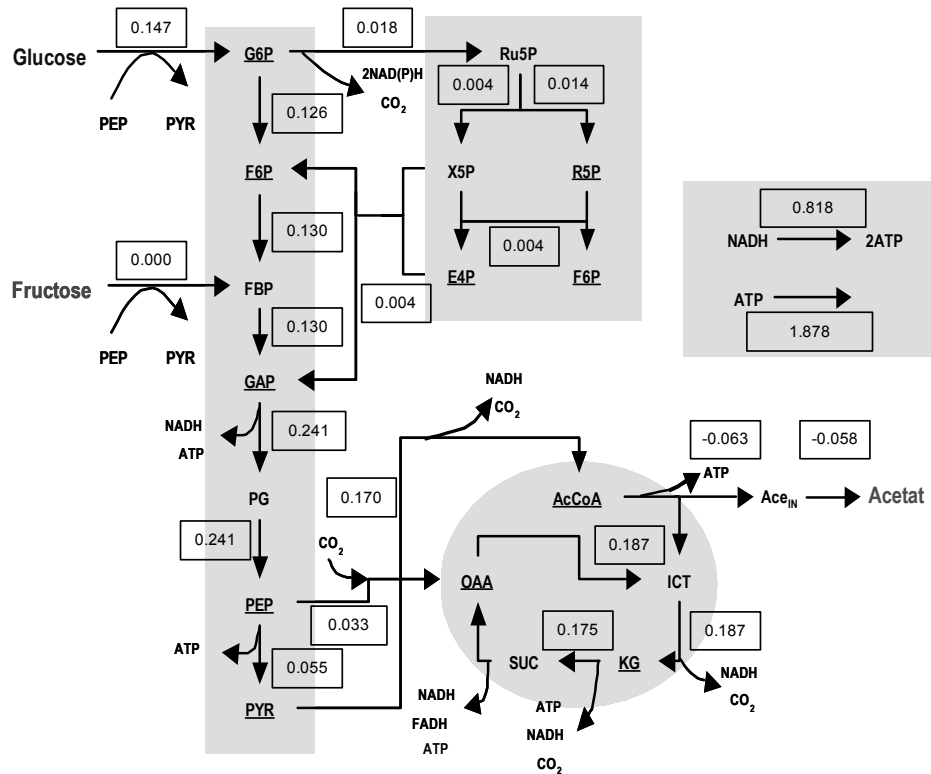 0.147
0.018
Glucose
G6P
Ru5P
2NAD(P)H
CO2
0.004
0.014
PEP
PYR
0.126
F6P
X5P
R5P
0.818
NADH
2ATP
0.130
0.004
0.000
Fructose
FBP
E4P
F6P
ATP
0.004
1.878
PEP
PYR
0.130
GAP
NADH
CO2
NADH
ATP
0.241
-0.063
-0.058
ATP
PG
0.170
AcCoA
AceIN
Acetat
0.241
CO2
0.187
OAA
ICT
PEP
0.033
0.175
0.187
ATP
0.055
SUC
KG
NADH
CO2
PYR
NADH
FADH
ATP
ATP
NADH
CO2